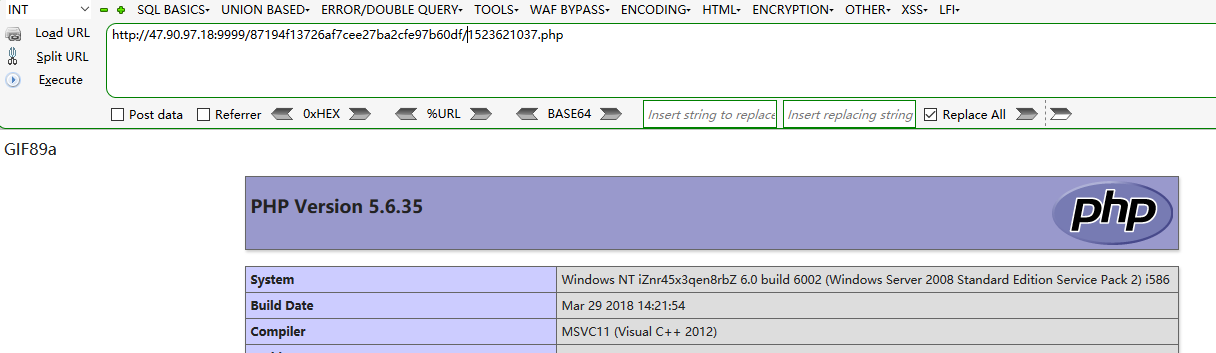 INT SQL BASICS UNION BASED ERROR/DOUBLE QUERY TOOLS WAF BYPASS ENCODING HTML ENCRYPTION OTHER XSS LFI
Load URL http://47.90.97.18:9999/87194f13726af7cee27ba2cfe97b60df/1523621037.php
Split URL
Execute
Post data Referrer 0xHEX %URL BASE64 Insert string to replace Insert replacing string Replace All
GIF89a
PHP Version 5.6.35 php
System Windows NT iZnr45x3qen8rbZ 6.0 build 6002 (Windows Server 2008 Standard Edition Service Pack 2) i586
Build Date Mar 29 2018 14:21:54
Compiler MSVC11 (Visual C++ 2012)